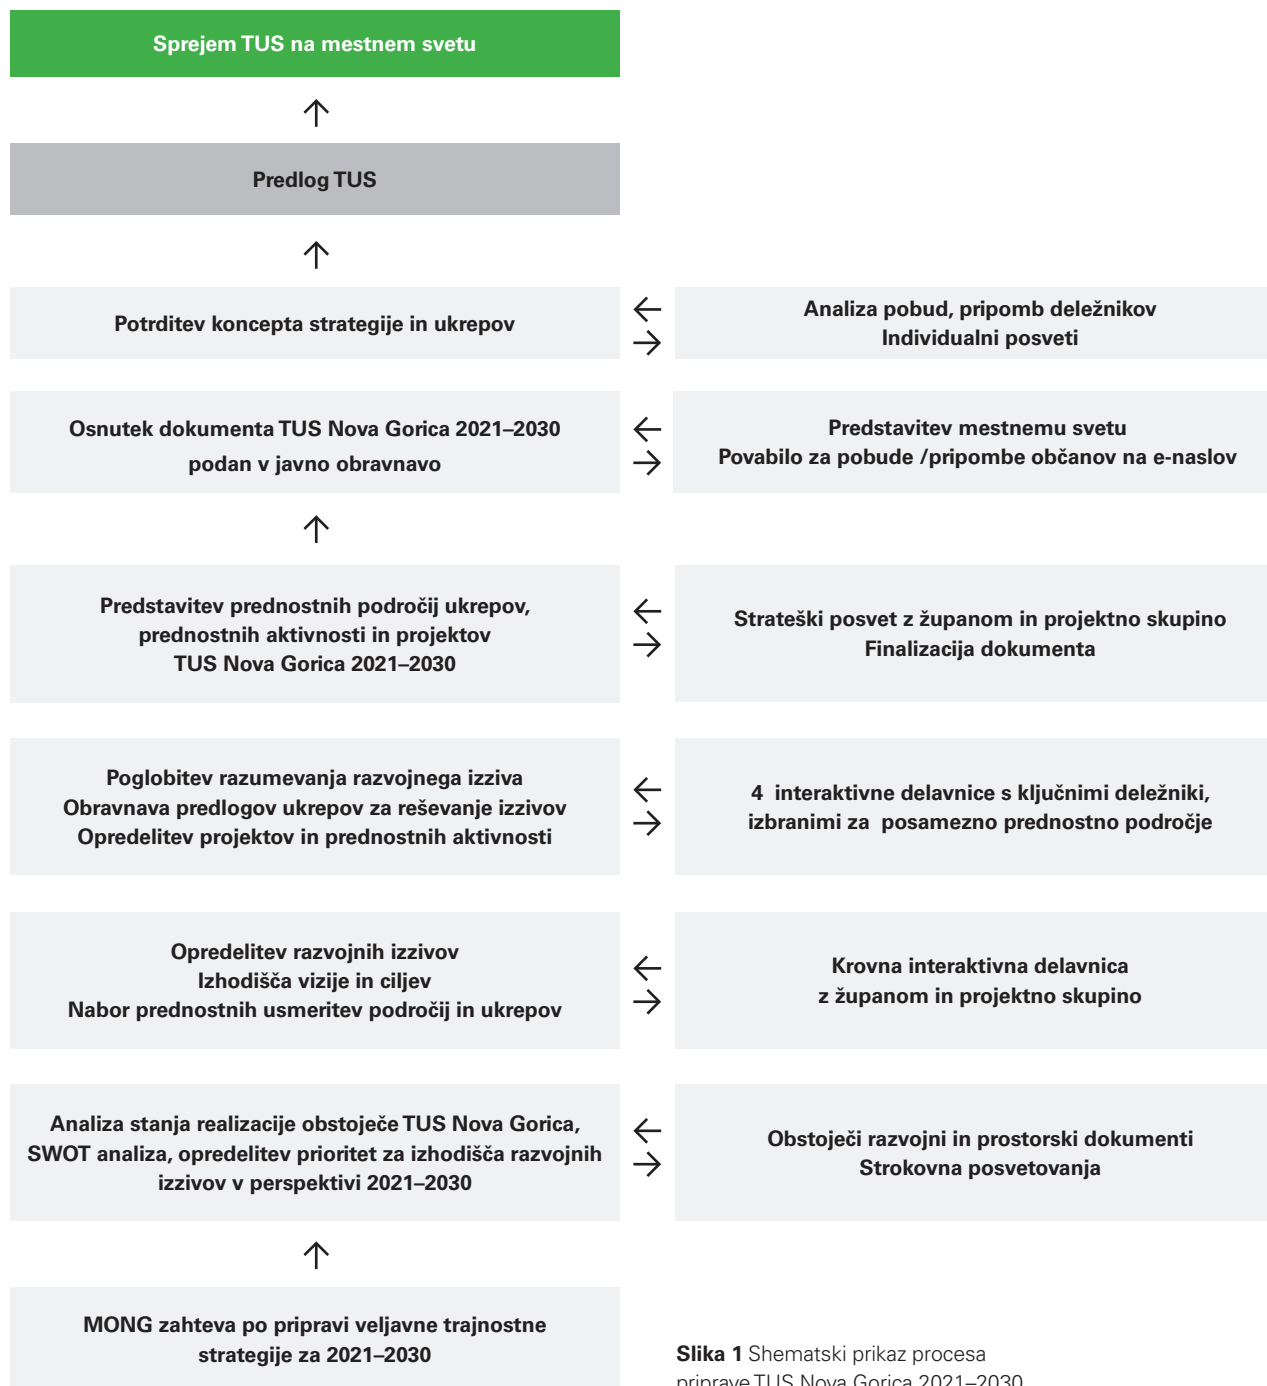 Sprejem TUS na mestnem svetu
Predlog TUS
Potrditev koncepta strategije in ukrepov
Analiza pobud, pripomb deležnikov
Individualni posveti
Osnutek dokumenta TUS Nova Gorica 2021–2030
podan v javno obravnavo
Predstavitev mestnemu svetu
Povabilo za pobude /pripombe občanov na e-naslov
Predstavitev prednostnih področij ukrepov,
prednostnih aktivnosti in projektov
TUS Nova Gorica 2021–2030
Strateški posvet z županom in projektno skupino
Finalizacija dokumenta
Poglobitev razumevanja razvojnega izziva
Obravnava predlogov ukrepov za reševanje izzivov
Opredelitev projektov in prednostnih aktivnosti
4 interaktivne delavnice s ključnimi deležniki,
izbranimi za posamezno prednostno področje
Opredelitev razvojnih izzivov
Izhodišča vizije in ciljev
Nabor prednostnih usmeritev področij in ukrepov
Krovna interaktivna delavnica
z županom in projektno skupino
Analiza stanja realizacije obstoječe TUS Nova Gorica,
SWOT analiza, opredelitev prioritet za izhodišča razvojnih
izzivov v perspektivi 2021–2030
Obstoječi razvojni in prostorski dokumenti
Strokovna posvetovanja
MONG zahteva po pripravi veljavne trajnostne
strategije za 2021–2030
Slika 1 Shematski prikaz procesa
priprave TUS Nova Gorica 2021–2030